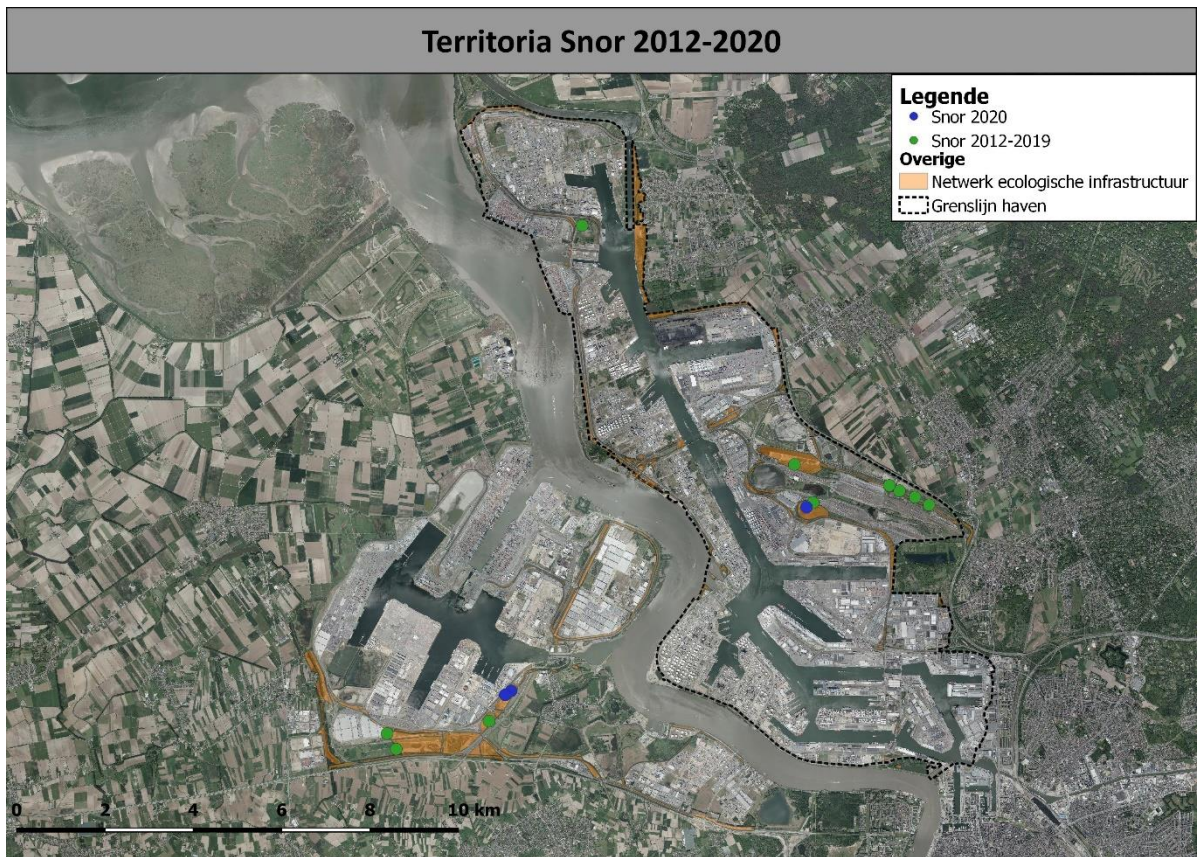 Territoria Snor 2012-2020
Legende
Snor 2020
Snor 2012-2019
Overige
Netwerk ecologische infrastructuur
Grenslijn haven
0 2 4 6 8 10 km